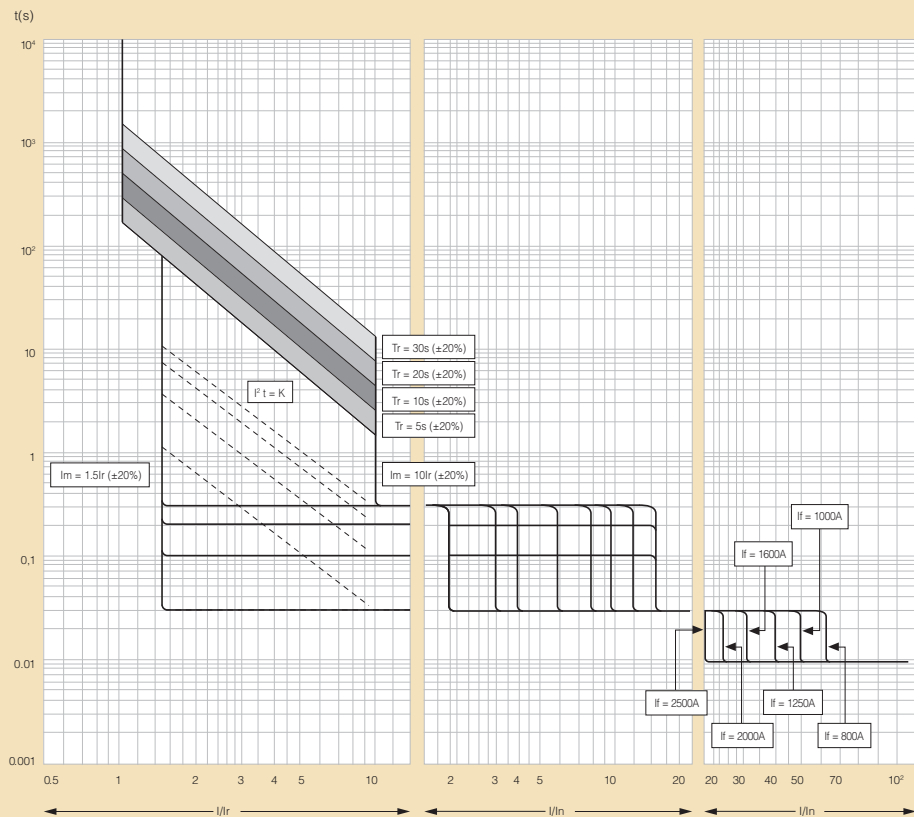 t(s)
10⁴
10³
10²
10
1
0,1
0.01
0.001
Tr = 30s (±20%)
Tr = 20s (±20%)
Tr = 10s (±20%)
Tr = 5s (±20%)
I² t = K
Im = 1.5Ir (±20%)
Im = 10Ir (±20%)
If = 1000A
If = 1600A
If = 2500A
If = 1250A
If = 2000A
If = 800A
0.5 1 2 3 4 5 10
2 3 4 5 10 20
20 30 40 50 70 10²
I/Ir
I/In
I/In